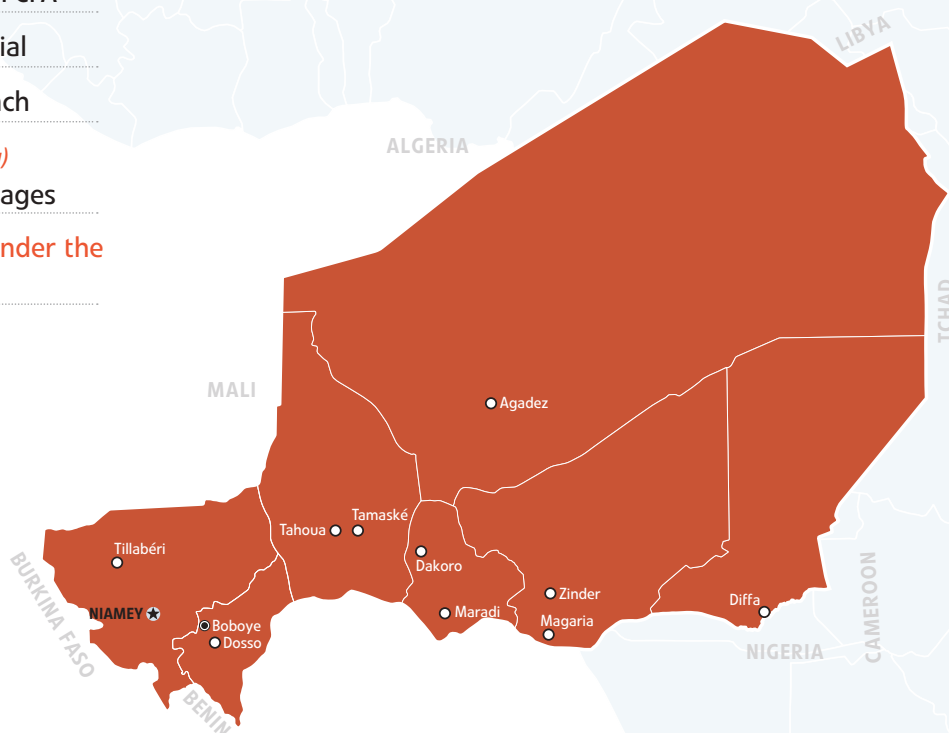 ial
ach
ages
nder the
LIBYA
ALGERIA
TCHAD
MALI
Agadez
Tamaské
Tahoua
Tillabéri
Dakoro
BURKINA FASO
NIAMEY
Boboye
Dosso
Maradi
Zinder
Magaria
Diffa
NIGERIA
CAMEROON
BENIN